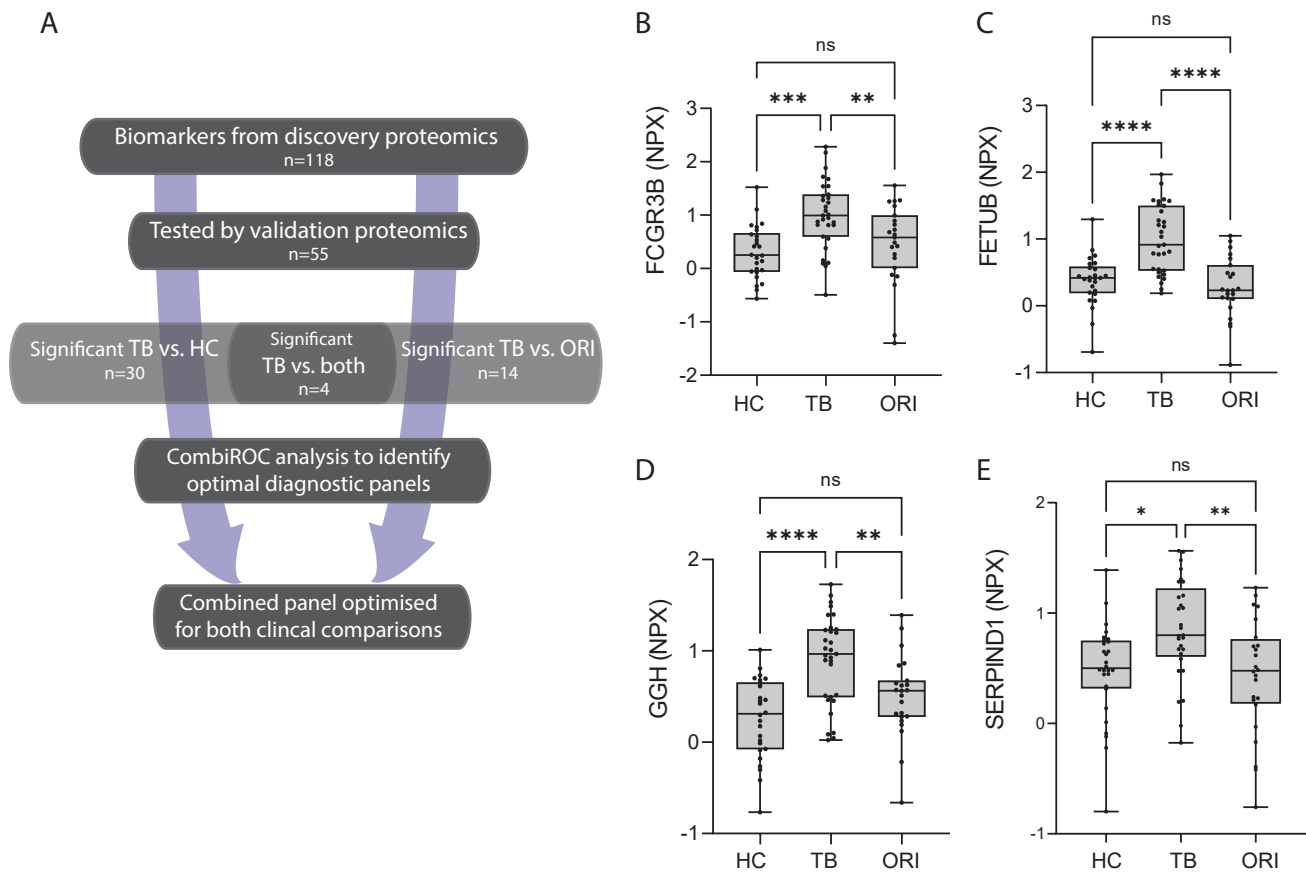 A
Biomarkers from discovery proteomics
n=118
Tested by validation proteomics
n=55
Significant TB vs. HC
n=30
Significant
TB vs. both
n=4
Significant TB vs. ORI
n=14
CombiROC analysis to identify
optimal diagnostic panels
Combined panel optimised
for both clincal comparisons
B
ns
*** **
FCGR3B (NPX)
3
2
1
0
-1
-2
HC TB ORI
C
ns
****
****
FETUB (NPX)
3
2
1
0
-1
HC TB ORI
D
ns
**** **
GGH (NPX)
2
1
0
-1
HC TB ORI
E
ns
* **
SERPIND1 (NPX)
2
1
0
-1
HC TB ORI